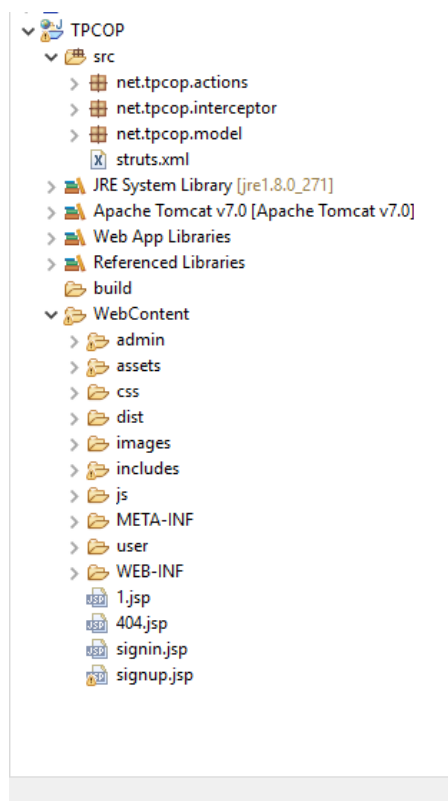 TPCOP
src
net.tpcop.actions
net.tpcop.interceptor
net.tpcop.model
struts.xml
JRE System Library [jre1.8.0_271]
Apache Tomcat v7.0 [Apache Tomcat v7.0]
Web App Libraries
Referenced Libraries
build
WebContent
admin
assets
css
dist
images
includes
js
META-INF
user
WEB-INF
1.jsp
404.jsp
signin.jsp
signup.jsp